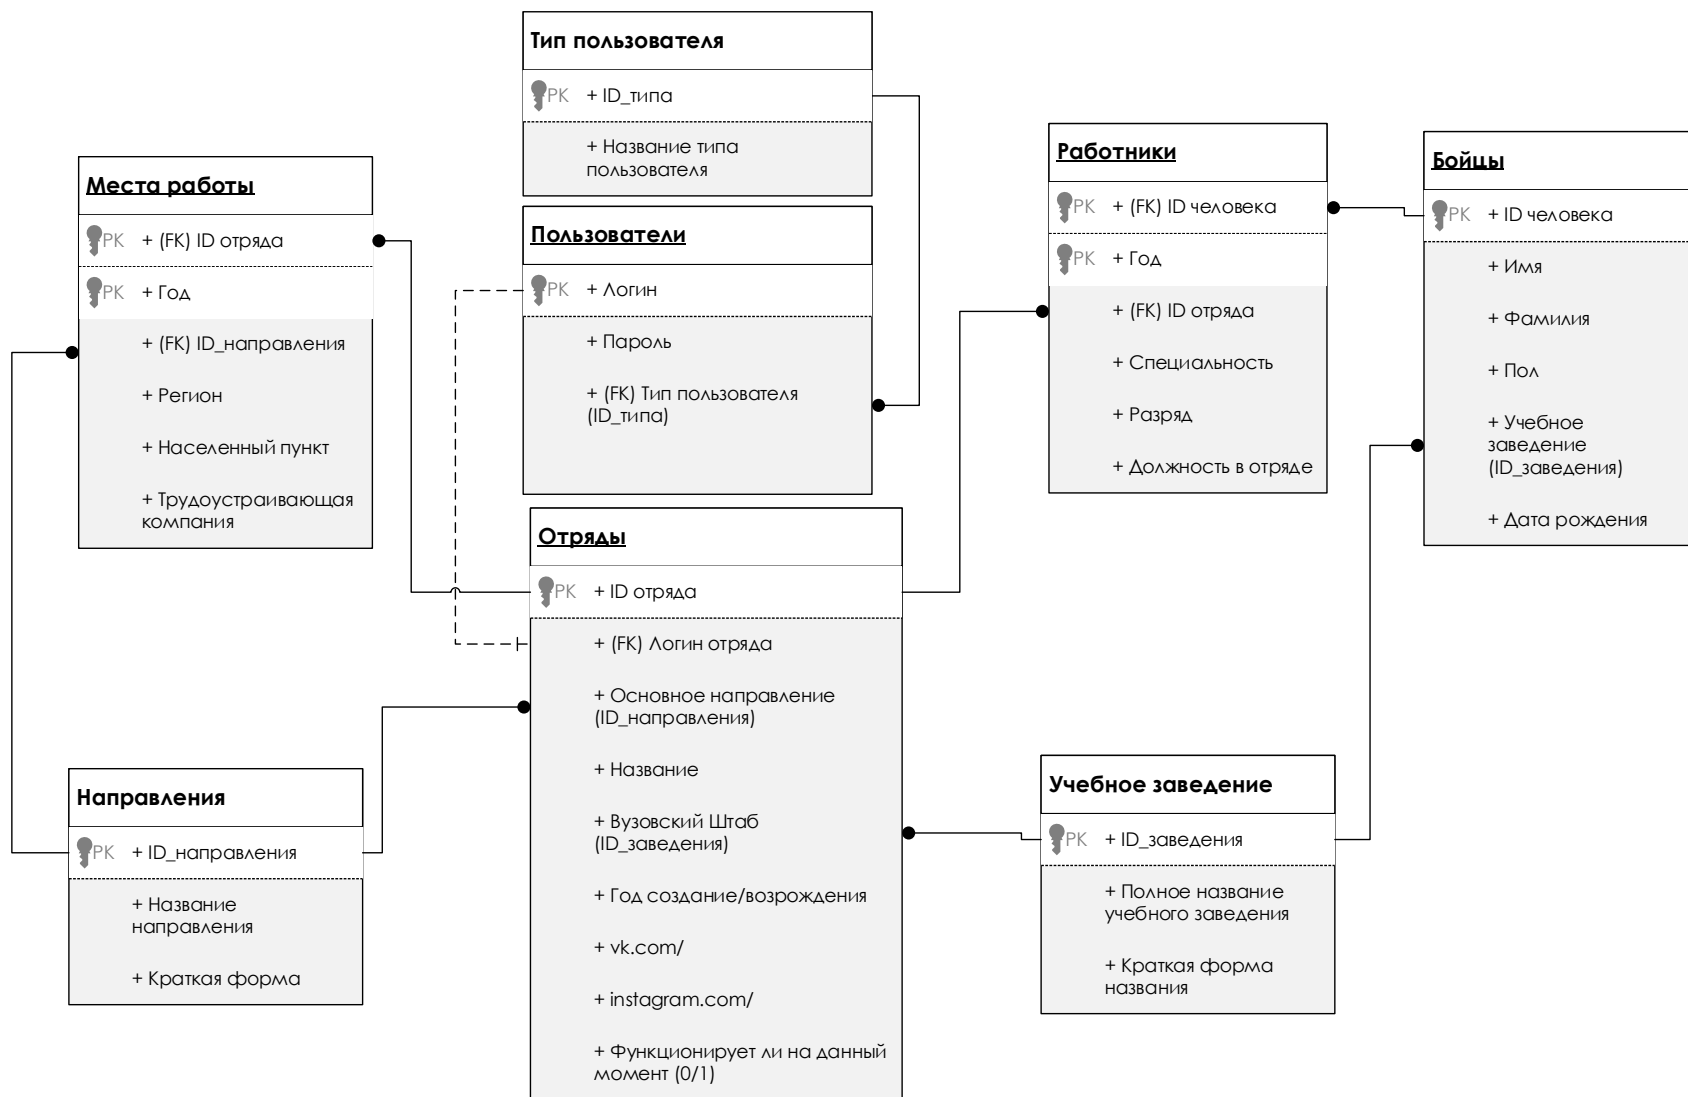 Тип пользователя
PK + ID_типа
+ Название типа
пользователя
Места работы
PK + (FK) ID отряда
PK + Год
+ (FK) ID_направления
+ Регион
+ Населенный пункт
+ Трудоустраивающая
компания
Пользователи
PK + Логин
+ Пароль
+ (FK) Тип пользователя
(ID_типа)
Работники
PK + (FK) ID человека
PK + Год
+ (FK) ID отряда
+ Специальность
+ Разряд
+ Должность в отряде
Бойцы
PK + ID человека
+ Имя
+ Фамилия
+ Пол
+ Учебное
заведение
(ID_заведения)
+ Дата рождения
Отряды
PK + ID отряда
+ (FK) Логин отряда
+ Основное направление
(ID_направления)
+ Название
+ Вузовский Штаб
(ID_заведения)
+ Год создание/возрождения
+ vk.com/
+ instagram.com/
+ Функционирует ли на данный
момент (0/1)
Направления
PK + ID_направления
+ Название
направления
+ Краткая форма
Учебное заведение
PK + ID_заведения
+ Полное название
учебного заведения
+ Краткая форма
названия